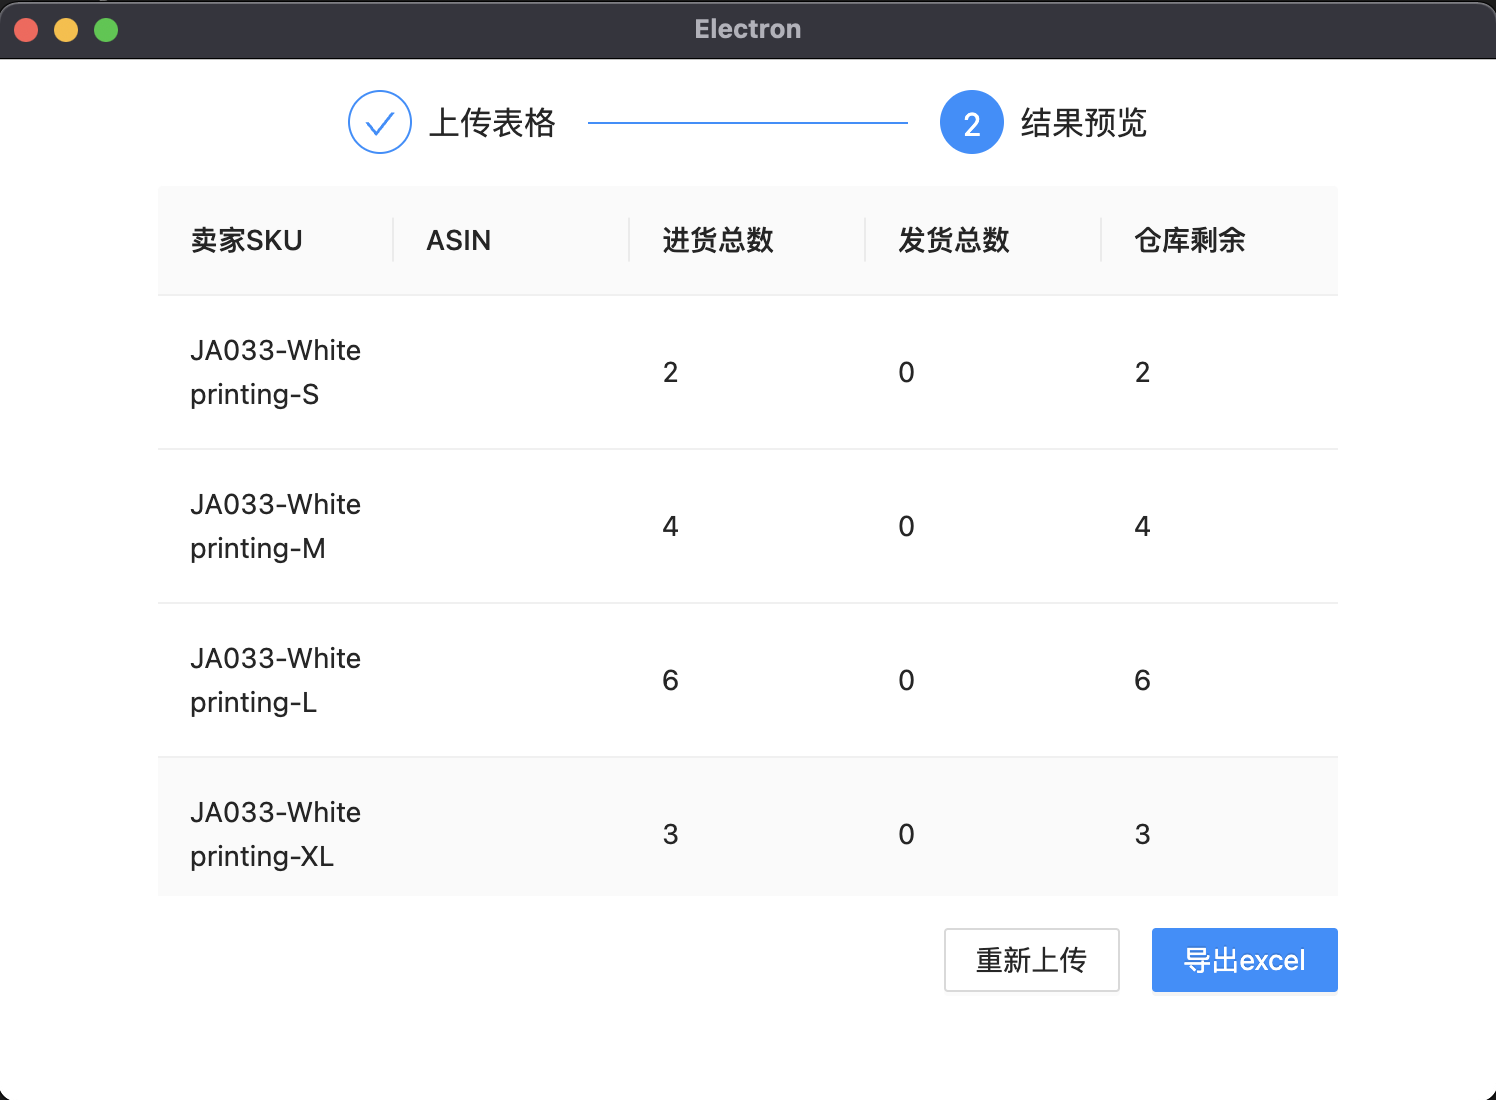 Electron
上传表格
2 结果预览
卖家SKU ASIN 进货总数 发货总数 仓库剩余
JA033-White
printing-S
2 0 2
JA033-White
printing-M
4 0 4
JA033-White
printing-L
6 0 6
JA033-White
printing-XL
3 0 3
重新上传 导出excel